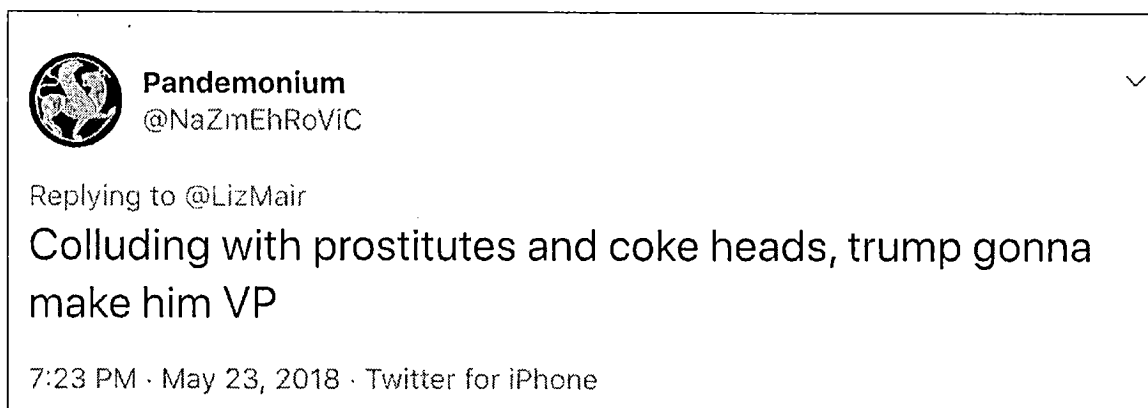 Pandemonium
@NaZmEhRoViC
Replying to @LizMair
Colluding with prostitutes and coke heads, trump gonna
make him VP
7:23 PM · May 23, 2018 · Twitter for iPhone